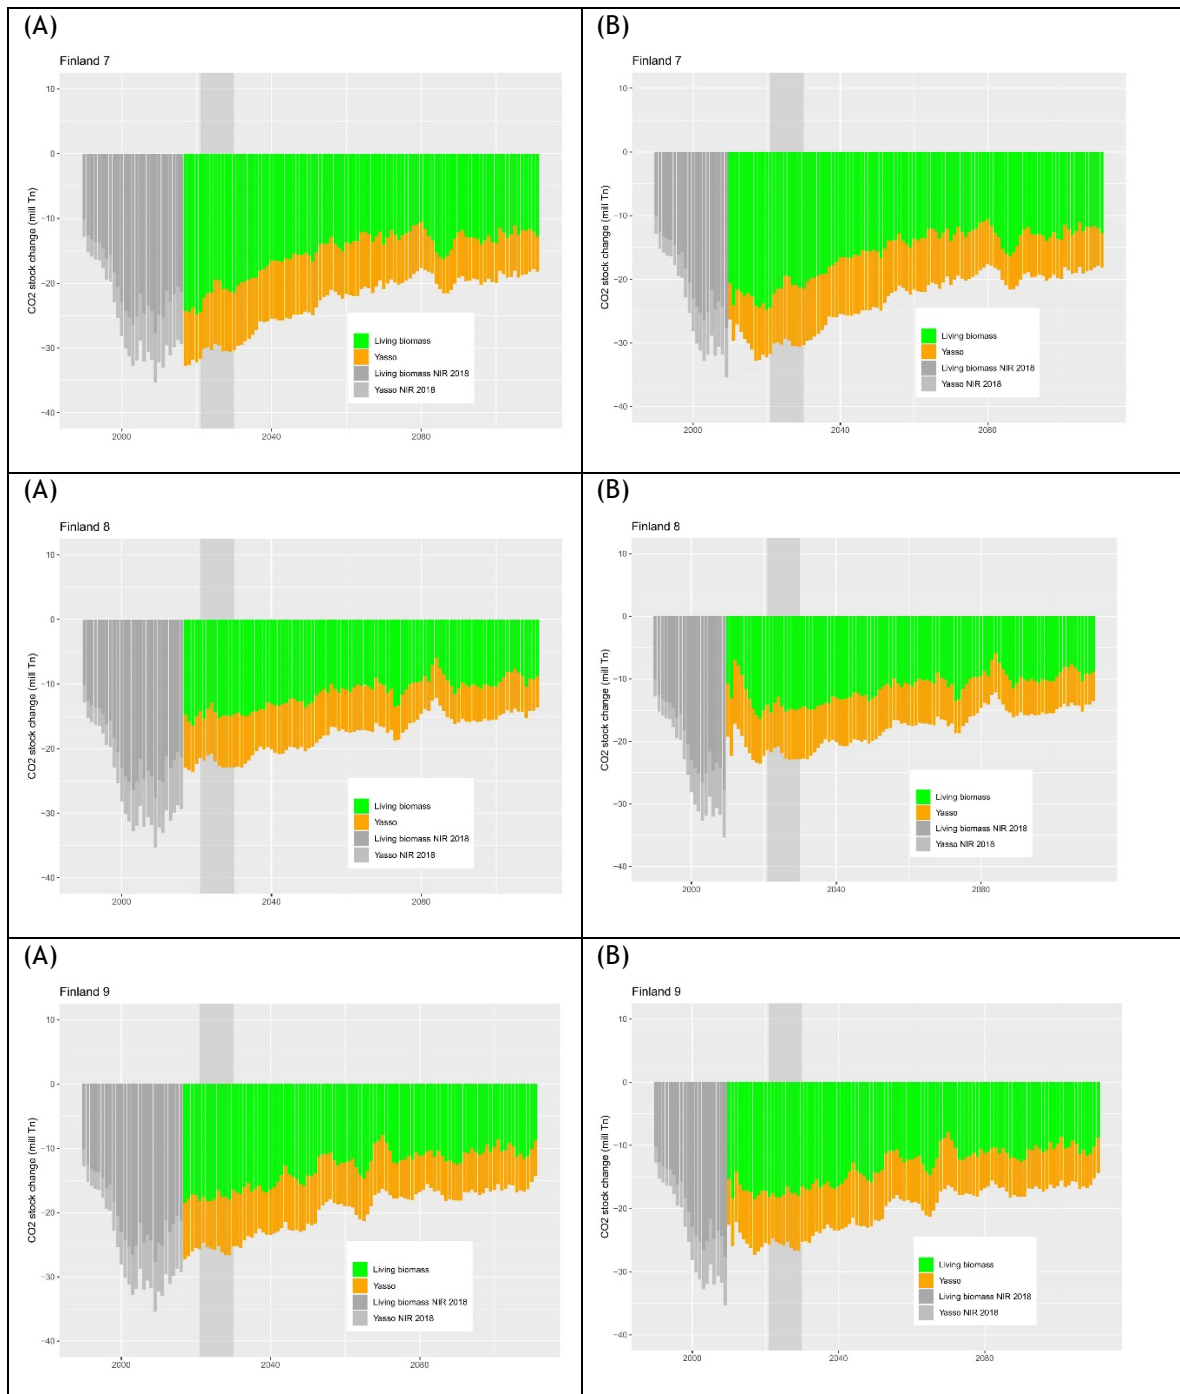 (A)
Finland 7
CO2 stock change (mill Tn)
10
0
−10
−20
−30
−40
2000
2040
2080
Living biomass
Yasso
Living biomass NIR 2018
Yasso NIR 2018
(B)
Finland 7
CO2 stock change (mill Tn)
10
0
−10
−20
−30
−40
2000
2040
2080
Living biomass
Yasso
Living biomass NIR 2018
Yasso NIR 2018
(A)
Finland 8
CO2 stock change (mill Tn)
10
0
−10
−20
−30
−40
2000
2040
2080
Living biomass
Yasso
Living biomass NIR 2018
Yasso NIR 2018
(B)
Finland 8
CO2 stock change (mill Tn)
10
0
−10
−20
−30
−40
2000
2040
2080
Living biomass
Yasso
Living biomass NIR 2018
Yasso NIR 2018
(A)
Finland 9
CO2 stock change (mill Tn)
10
0
−10
−20
−30
−40
2000
2040
2080
Living biomass
Yasso
Living biomass NIR 2018
Yasso NIR 2018
(B)
Finland 9
CO2 stock change (mill Tn)
10
0
−10
−20
−30
−40
2000
2040
2080
Living biomass
Yasso
Living biomass NIR 2018
Yasso NIR 2018